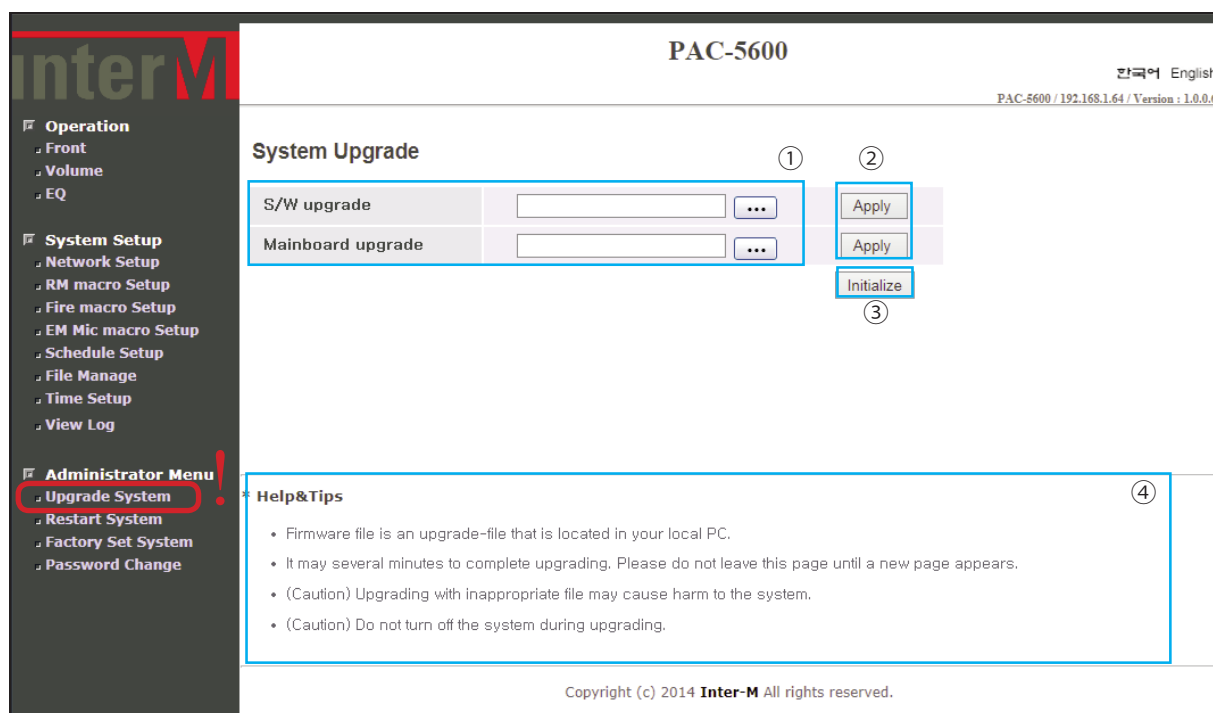 interM
PAC-5600
한국어 English
PAC-5600 / 192.168.1.64 / Version : 1.0.0.
Operation
Front
Volume
EQ
System Setup
Network Setup
RM macro Setup
Fire macro Setup
EM Mic macro Setup
Schedule Setup
File Manage
Time Setup
View Log
Administrator Menu
Upgrade System !
Restart System
Factory Set System
Password Change
System Upgrade
① ②
S/W upgrade ... Apply
Mainboard upgrade ... Apply
Initialize
③
* Help&Tips ④
• Firmware file is an upgrade-file that is located in your local PC.
• It may several minutes to complete upgrading. Please do not leave this page until a new page appears.
• (Caution) Upgrading with inappropriate file may cause harm to the system.
• (Caution) Do not turn off the system during upgrading.
Copyright (c) 2014 Inter-M All rights reserved.